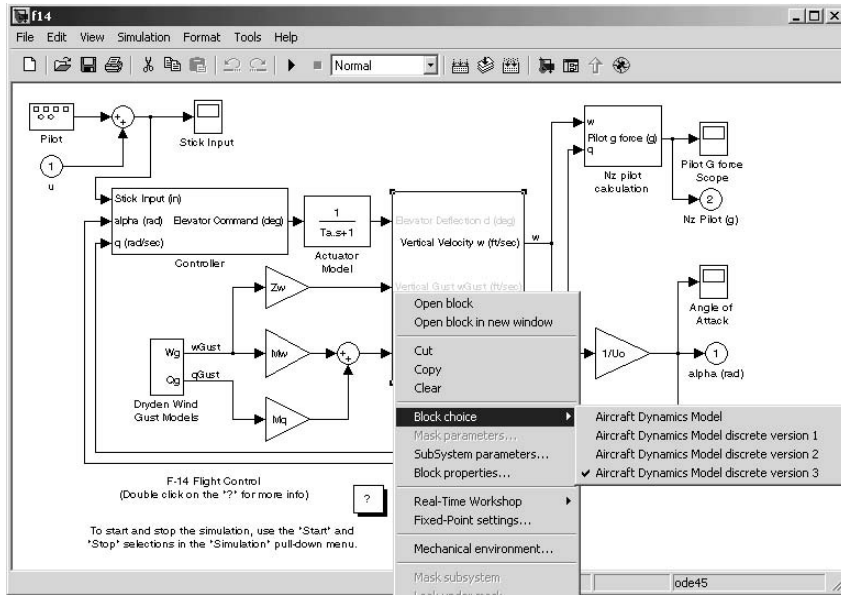 f14
File Edit View Simulation Format Tools Help
Normal
Pilot
Stick Input
1
u
w
Pilot g force (g)
q
Nz pilot
calculation
Pilot G force
Scope
2
Nz Pilot (g)
Stick Input (in)
alpha (rad) Elevator Command (deg)
q (rad/sec)
Controller
1
Ta.s+1
Actuator
Model
Elevator Deflection d (deg)
Vertical Velocity w (ft/sec)
w
Vertical Gust wGust (ft/sec)
Zw
Angle of
Attack
Wg
wGust
Qg
qGust
Dryden Wind
Gust Models
Mw
Mq
1/Uo
1
alpha (rad)
Open block
Open block in new window
Cut
Copy
Clear
Block choice
Mask parameters...
SubSystem parameters...
Block properties...
Real-Time Workshop
Fixed-Point settings...
Mechanical environment...
Mask subsystem
Look under mask
Aircraft Dynamics Model
Aircraft Dynamics Model discrete version 1
Aircraft Dynamics Model discrete version 2
Aircraft Dynamics Model discrete version 3
F-14 Flight Control
(Double click on the "?" for more info)
?
To start and stop the simulation, use the "Start" and
"Stop" selections in the "Simulation" pull-down menu.
ode45